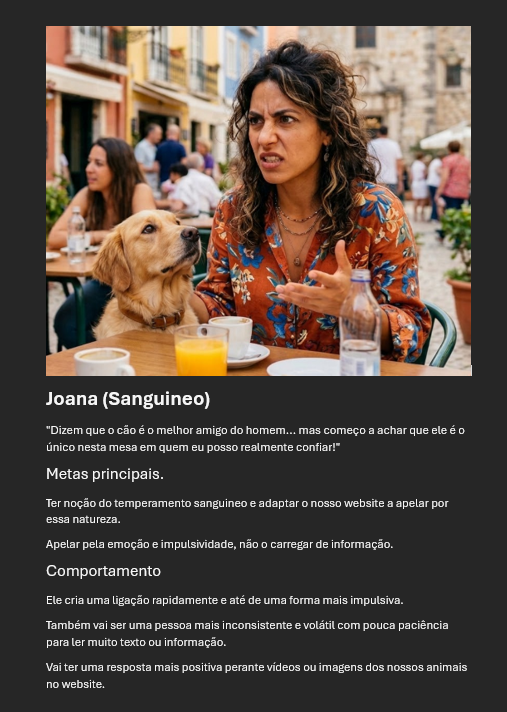 Joana (Sanguineo)
"Dizem que o cão é o melhor amigo do homem... mas começo a achar que ele é o
único nesta mesa em quem eu posso realmente confiar!"
Metas principais.
Ter noção do temperamento sanguineo e adaptar o nosso website a apelar por
essa natureza.
Apelar pela emoção e impulsividade, não o carregar de informação.
Comportamento
Ele cria uma ligação rapidamente e até de uma forma mais impulsiva.
Também vai ser uma pessoa mais inconsistente e volátil com pouca paciência
para ler muito texto ou informação.
Vai ter uma resposta mais positiva perante vídeos ou imagens dos nossos animais
no website.